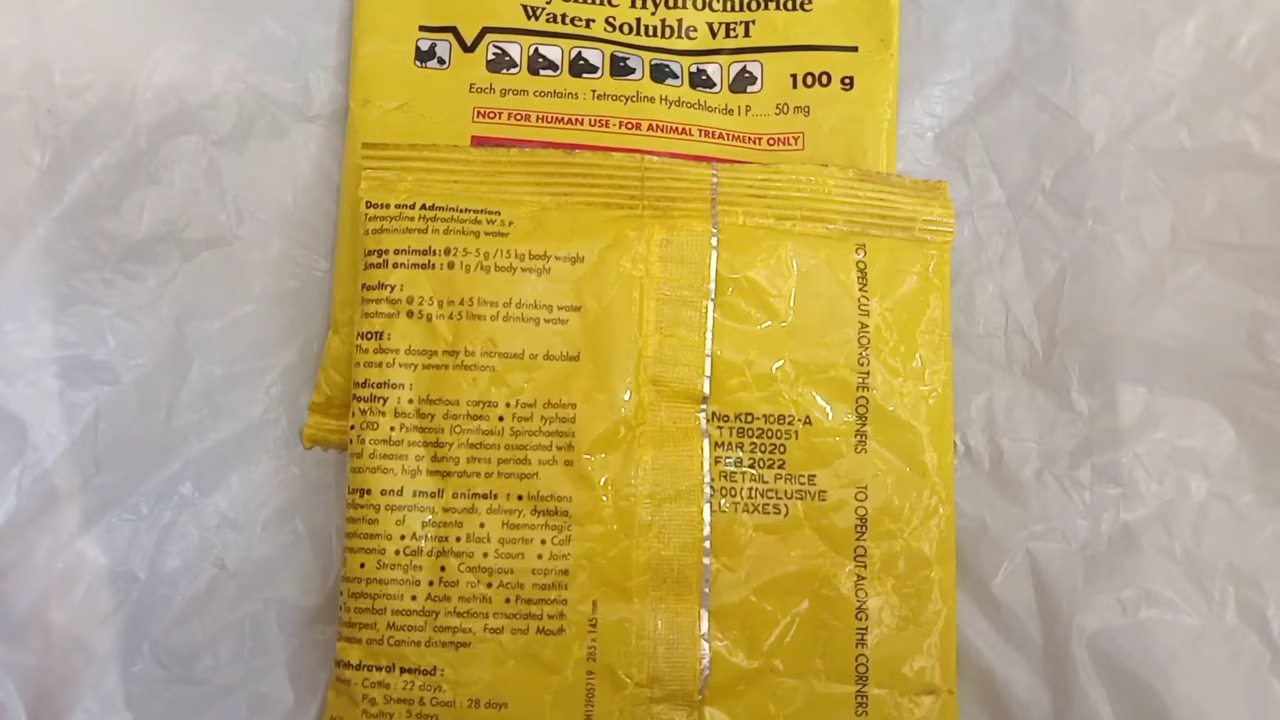 Hydrochloride
Water Soluble VET
100 g
Each gram contains : Tetracycline Hydrochloride I P..... 50 mg
NOT FOR HUMAN USE-FOR ANIMAL TREATMENT ONLY
Dose and Administration
Tetracycline Hydrochloride W.S.P.
is administered in drinking water
Large animals: @2·5-5 g /15 kg body weight
Small animals : @ 1g /kg body weight
Poultry :
Prevention @ 2·5 g in 4·5 litres of drinking water
Treatment @ 5 g in 4·5 litres of drinking water
NOTE :
The above dosage may be increased or doubled
in case of very severe infections.
Indication :
Poultry : • Infectious coryza • Fowl cholera
• White bacillary diarrhoea • Fowl typhoid
• CRD • Psittacosis (Ornithosis) Spirochaetosis
• To combat secondary infections associated with
diseases or during stress periods such as
high temperature or transport.
Large and small animals : • Infections
following operations, wounds, delivery, dystokia,
of placenta • Haemorrhagic
• Anthrax • Black quarter • Calf
• Calf diphtheria • Scours • Joint
• Strangles • Contagious caprine
• Foot rot • Acute mastitis
• Leptospirosis • Acute metritis • Pneumonia
• To combat secondary infections associated with
Mucosal complex, Foot and Mouth
Disease and Canine distemper.
Withdrawal period :
- Cattle : 22 days,
Pig, Sheep & Goat : 28 days
Poultry : 5 days
285 x 145 mm
.No.KD-1082-A
TT8020051
MAR.2020
FEB.2022
RETAIL PRICE
00(INCLUSIVE
TAXES)
TO OPEN CUT ALONG THE CORNERS TO OPEN CUT ALONG THE CORNERS